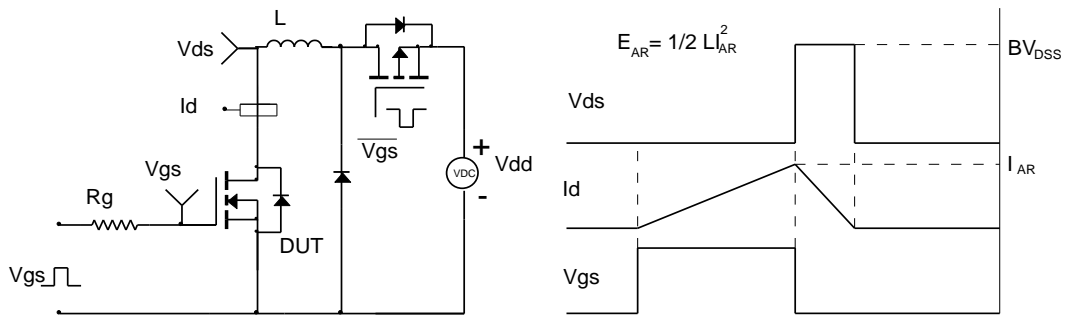 L
Vds
Id
Vgs
Rg
DUT
Vgs
Vgs
+
VDC
Vdd
-
E_AR= 1/2 LI_AR^2
Vds
BV_DSS
Id
I_AR
Vgs